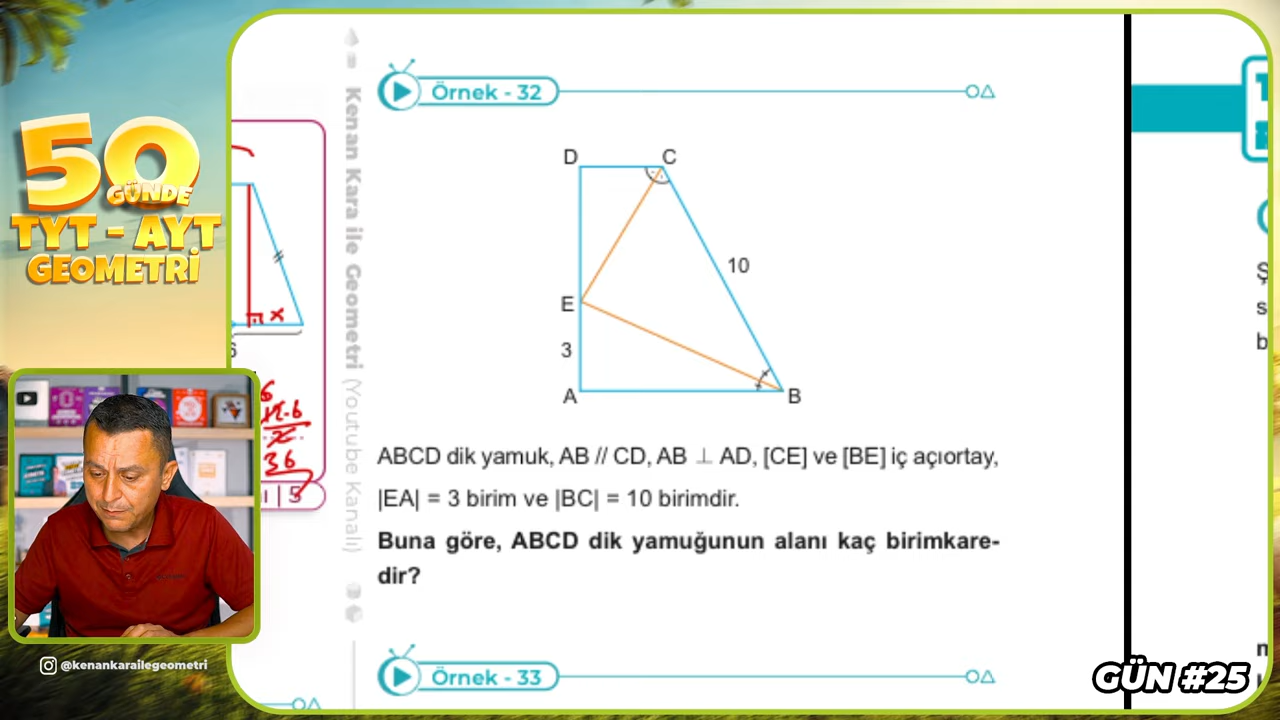 50
GÜNDE
TYT - AYT
GEOMETRİ
@kenankarailegeometri
Kenan Kara ile Geometri (Youtube Kanalı)
x
6
36
Örnek - 32
D
C
10
E
3
A
B
ABCD dik yamuk, AB // CD, AB ⊥ AD, [CE] ve [BE] iç açıortay,
|EA| = 3 birim ve |BC| = 10 birimdir.
Buna göre, ABCD dik yamuğunun alanı kaç birimkare-
dir?
Örnek - 33
GÜN #25